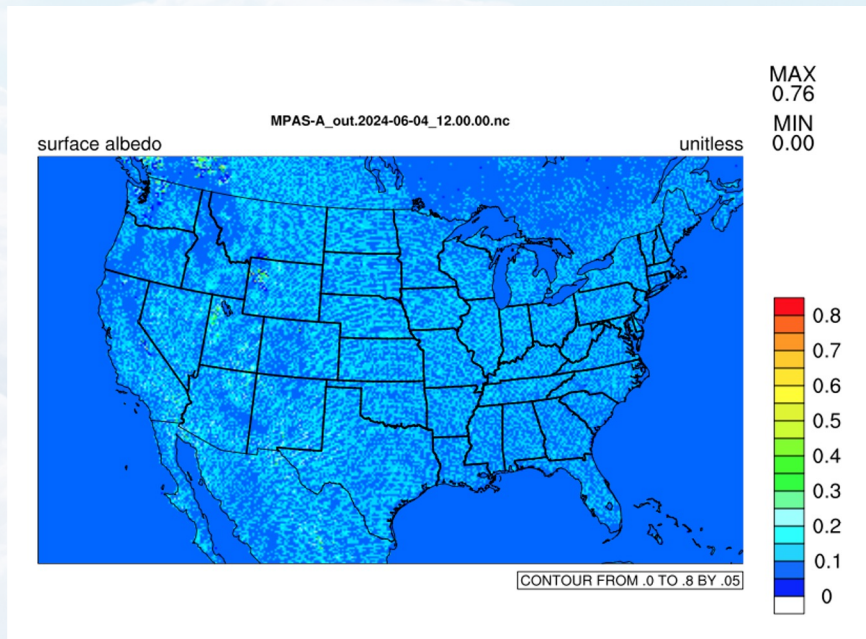 MAX
0.76
MPAS-A_out.2024-06-04_12.00.00.nc
MIN
0.00
surface albedo
unitless
0.8
0.7
0.6
0.5
0.4
0.3
0.2
0.1
0
CONTOUR FROM .0 TO .8 BY .05